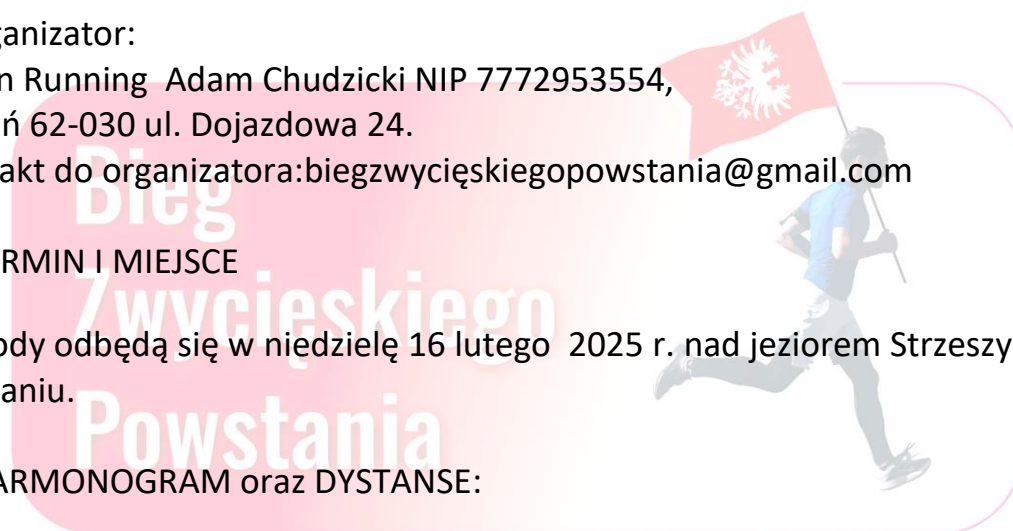 ganizator:
n Running Adam Chudzicki NIP 7772953554,
ń 62-030 ul. Dojazdowa 24.
akt do organizatora:biegzwycięskiegopowstania@gmail.com
Bieg
RMIN I MIEJSCE
Zwycięskiego
ody odbędą się w niedzielę 16 lutego 2025 r. nad jeziorem Strzeszy
aniu.
Powstania
ARMONOGRAM oraz DYSTANSE: